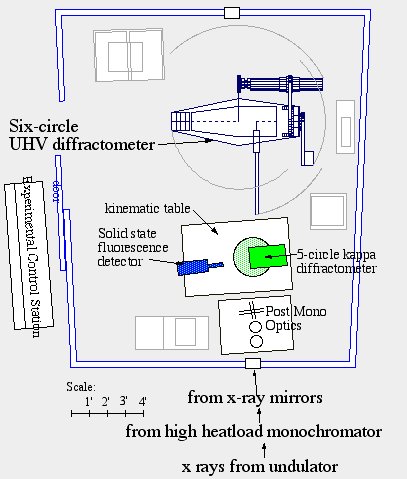 Six-circle
UHV diffractometer
door
Experimental Control Station
kinematic table
Solid state
fluorescence
detector
5-circle kappa
diffractometer
Post Mono
Optics
Scale:
1' 2' 3' 4'
from x-ray mirrors
from high heatload monochromator
x rays from undulator